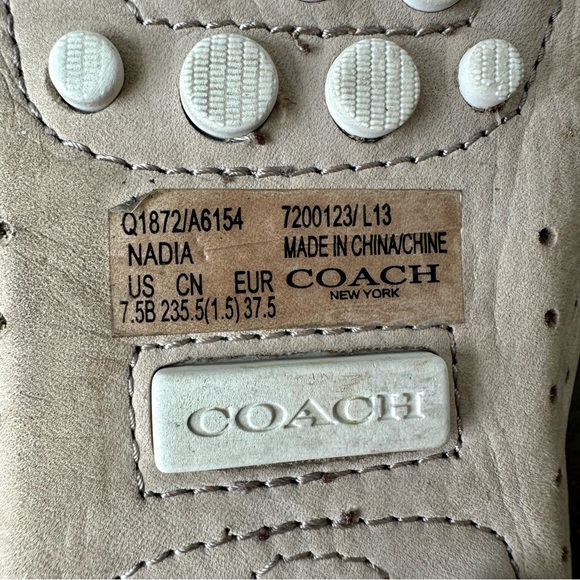 Q1872/A6154 7200123/ L13
NADIA MADE IN CHINA/CHINE
US CN EUR COACH
7.5B 235.5(1.5) 37.5 NEW YORK
COACH